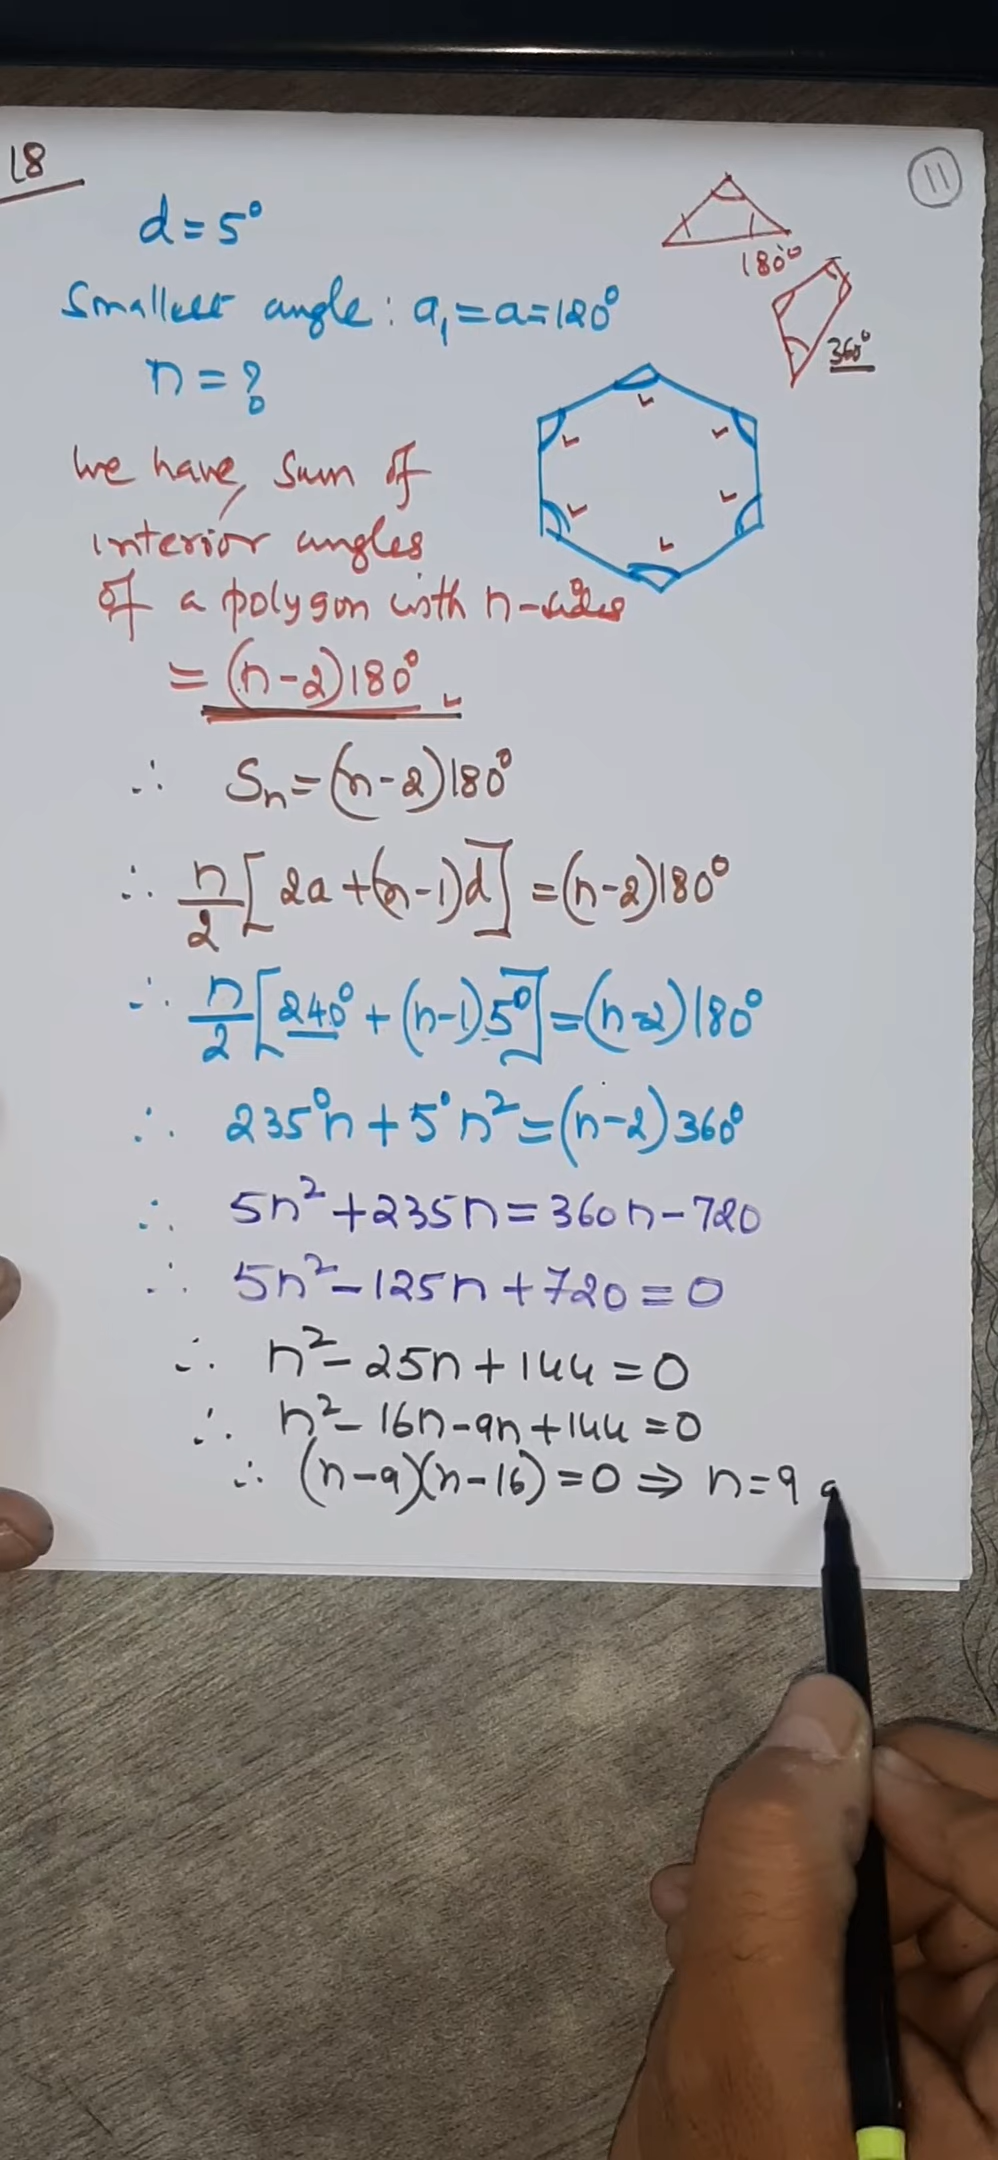 18
11
d = 5°
180°
Smallest angle: a₁ = a = 120°
360°
n = ?
We have, Sum of
interior angles
of a polygon with n-sides
= (n-2)180°
∴ Sn = (n-2)180°
∴ n/2 [2a + (n-1)d] = (n-2)180°
∴ n/2 [240° + (n-1)5°] = (n-2)180°
∴ 235°n + 5°n² = (n-2)360°
∴ 5n² + 235n = 360n - 720
∴ 5n² - 125n + 720 = 0
∴ n² - 25n + 144 = 0
∴ n² - 16n - 9n + 144 = 0
∴ (n-9)(n-16) = 0 ⇒ n = 9